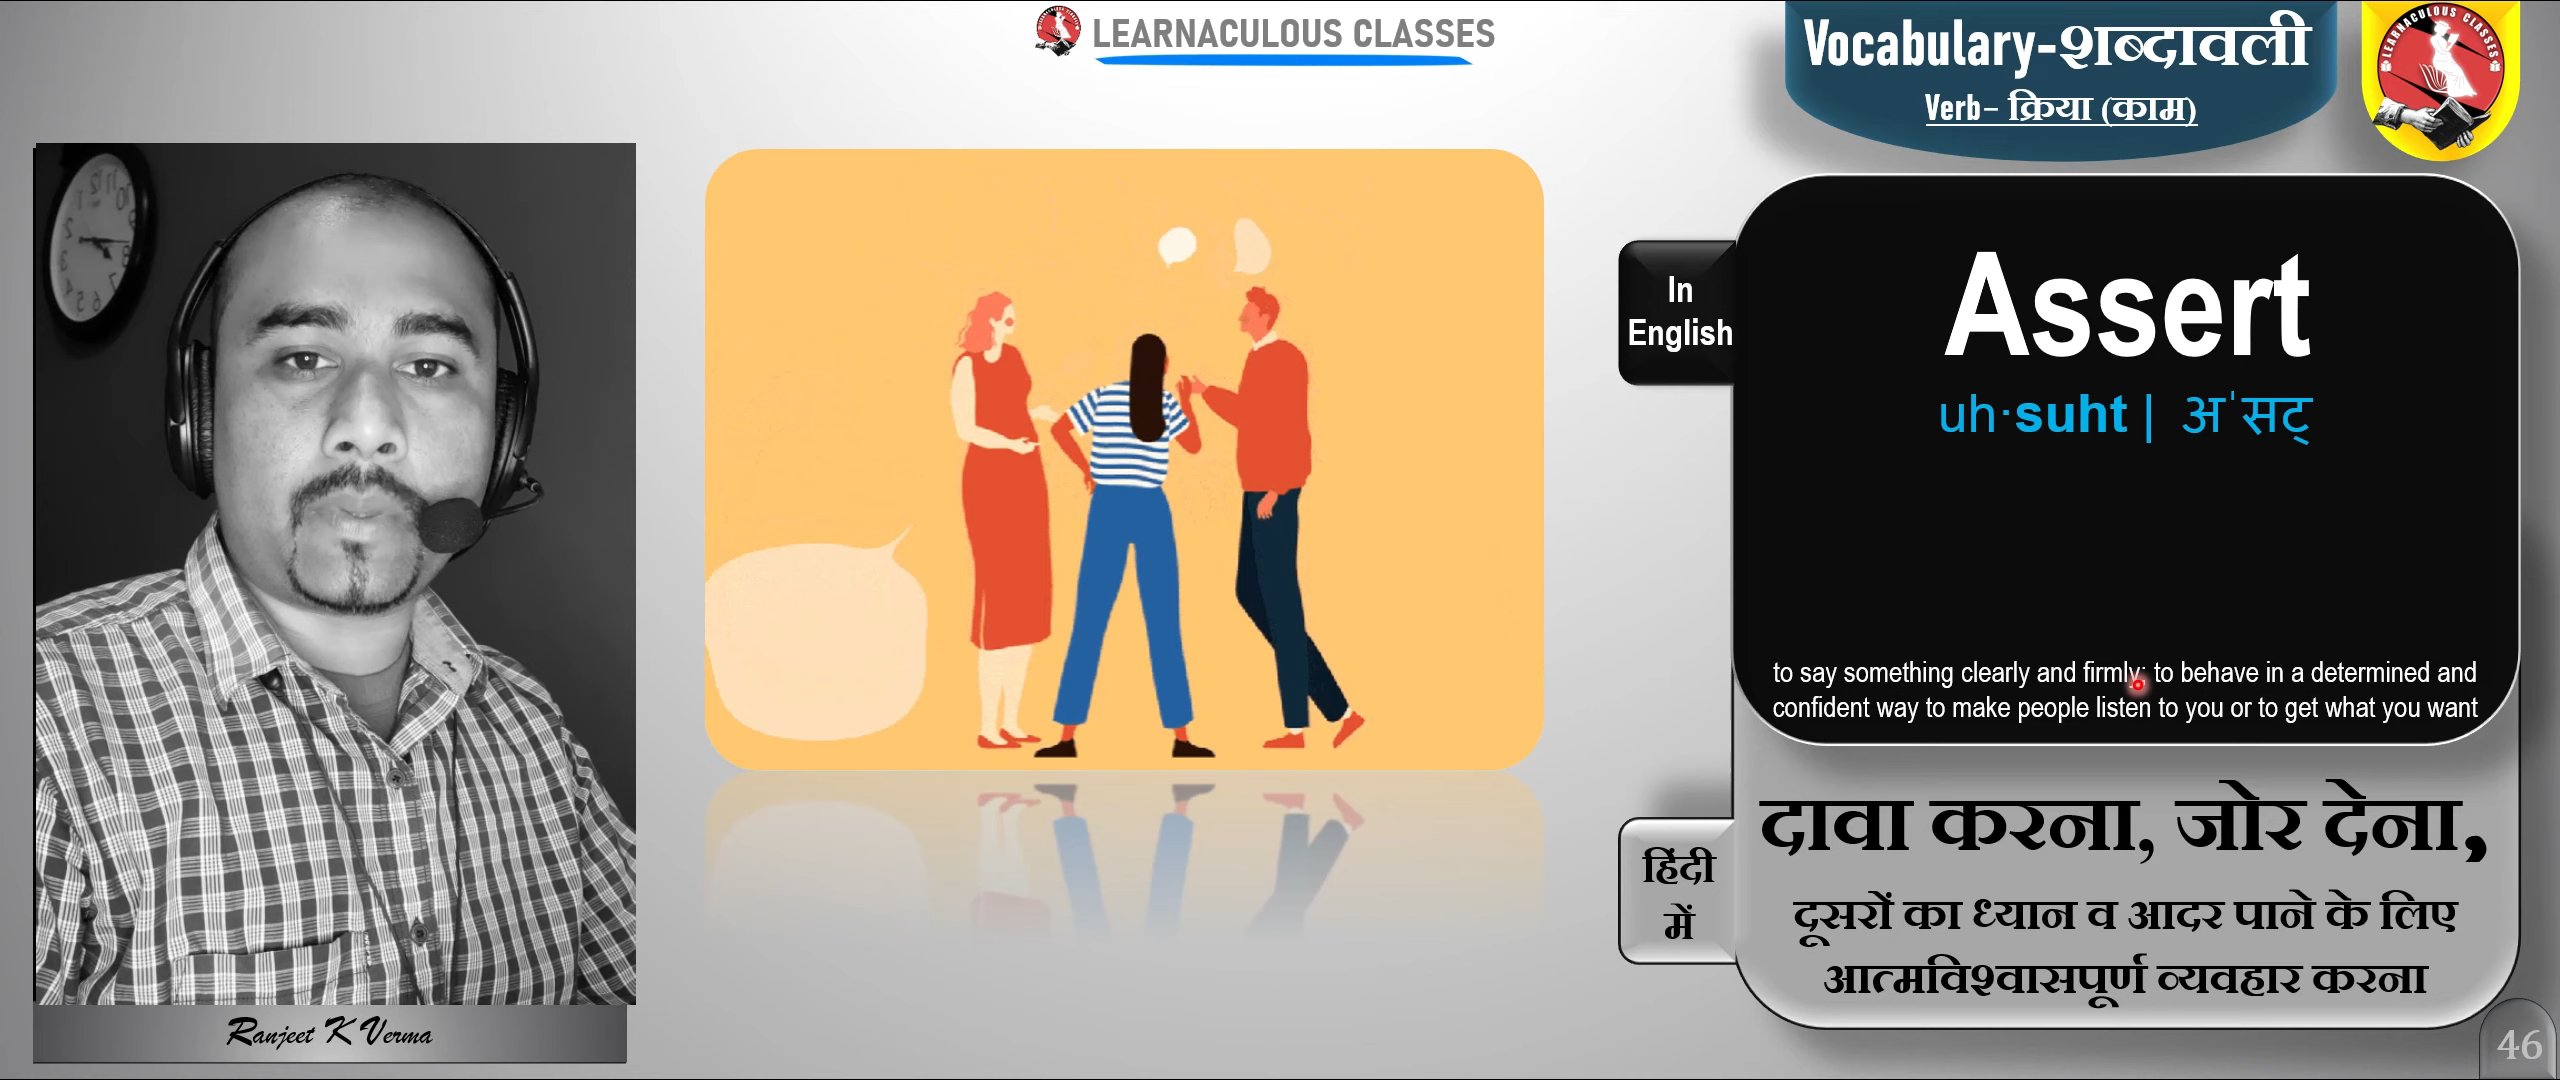 LEARNACULOUS CLASSES
Vocabulary-शब्दावली
Verb- क्रिया (काम)
LEARNACULOUS CLASSES
In
English
Assert
uh·suht | अˈसट्
to say something clearly and firmly; to behave in a determined and
confident way to make people listen to you or to get what you want
हिंदी
में
दावा करना, जोर देना,
दूसरों का ध्यान व आदर पाने के लिए
आत्मविश्वासपूर्ण व्यवहार करना
Ranjeet K Verma
46